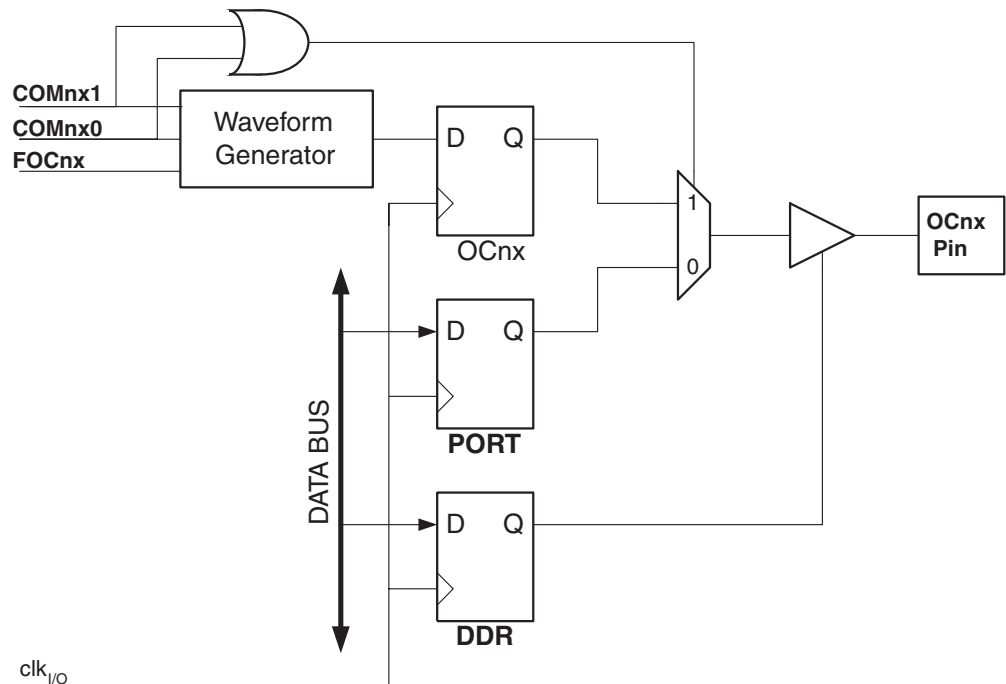 COMnx1
COMnx0
FOCnx
Waveform
Generator
D Q
OCnx
1
0
OCnx
Pin
D Q
PORT
DATA BUS
D Q
DDR
clkI/O